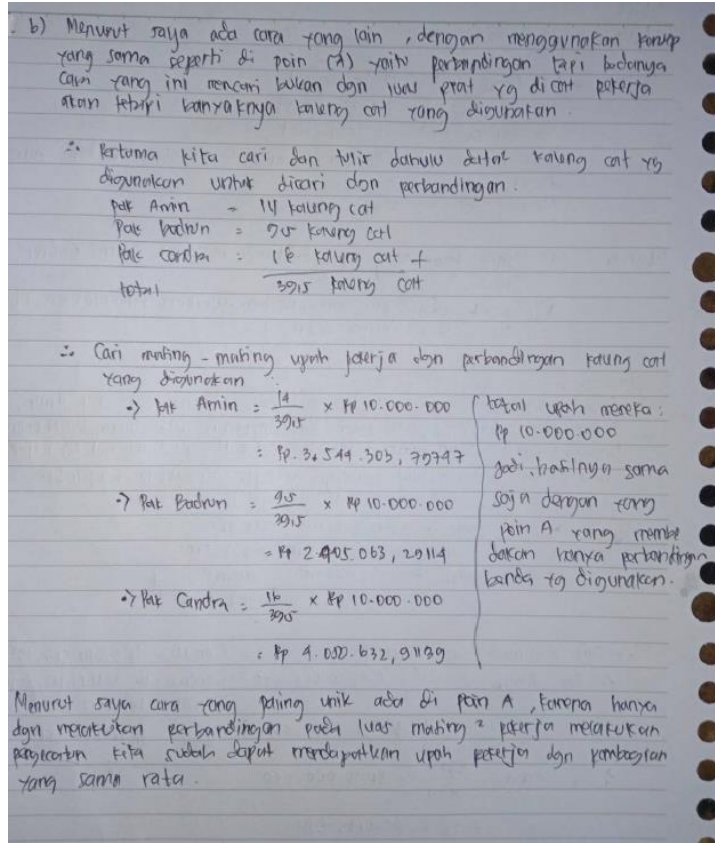 b) Menurut saya ada cara yang lain, dengan menggunakan konsep
yang sama seperti di poin (a) yaitu perbandingan tapi bedanya
cara yang ini mencari bukan dgn luas yg di cat pekerja
akan tetapi banyaknya kaleng cat yang digunakan.
∴ Pertama kita cari dan tulis dahulu kaleng cat yg
digunakan untuk dicari dgn perbandingan.
pak Amin = 14 kaleng cat
Pak badrun = 9,5 kaleng cat
Pak candra = 16 kaleng cat +
total 39,5 kaleng cat
∴ Cari masing-masing upah pekerja dgn perbandingan kaleng cat
yang digunakan
•> Pak Amin = 14/39,5 × Rp 10.000.000
= Rp. 3.544.303,79747
•> Pak Badrun = 9,5/39,5 × Rp 10.000.000
= Rp 2.405.063,29114
•> Pak Candra = 16/39,5 × Rp 10.000.000
= Rp 4.050.632,91139
total upah mereka:
Rp 10.000.000
jadi, hasilnya sama
saja dengan yang
poin A yang membe
dakan hanya perbandingan
benda yg digunakan.
Menurut saya cara yang paling unik ada di poin A, karena hanya
dgn melakukan perbandingan pada luas masing² pekerja melakukan
pengecatan kita sudah dapat mendapatkan upah pekerja dgn pembagian
yang sama rata.